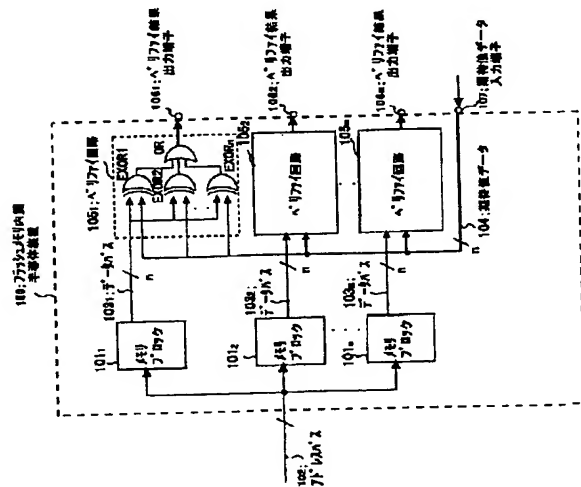 100;フラッシュメモリ内蔵
半導体装置
105₁;ベリファイ回路
EXOR1
EXOR2
EXORn
OR
106₁;ベリファイ結果
出力端子
101₁
メモリ
ブロック
103₁;データバス
n
105₂
ベリファイ回路
106₂;ベリファイ結果
出力端子
101₂
メモリ
ブロック
103₂;
データバス
n
105ₘ
ベリファイ回路
106ₘ;ベリファイ結果
出力端子
101ₘ
メモリ
ブロック
103ₘ;
データバス
n
102;
アドレスバス
104;期待値データ
n
107;期待値データ
入力端子